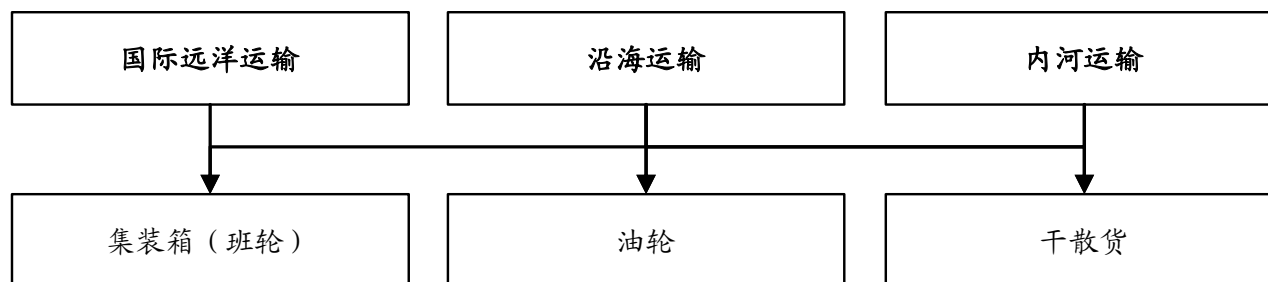 国际远洋运输
沿海运输
内河运输
集装箱（班轮）
油轮
干散货